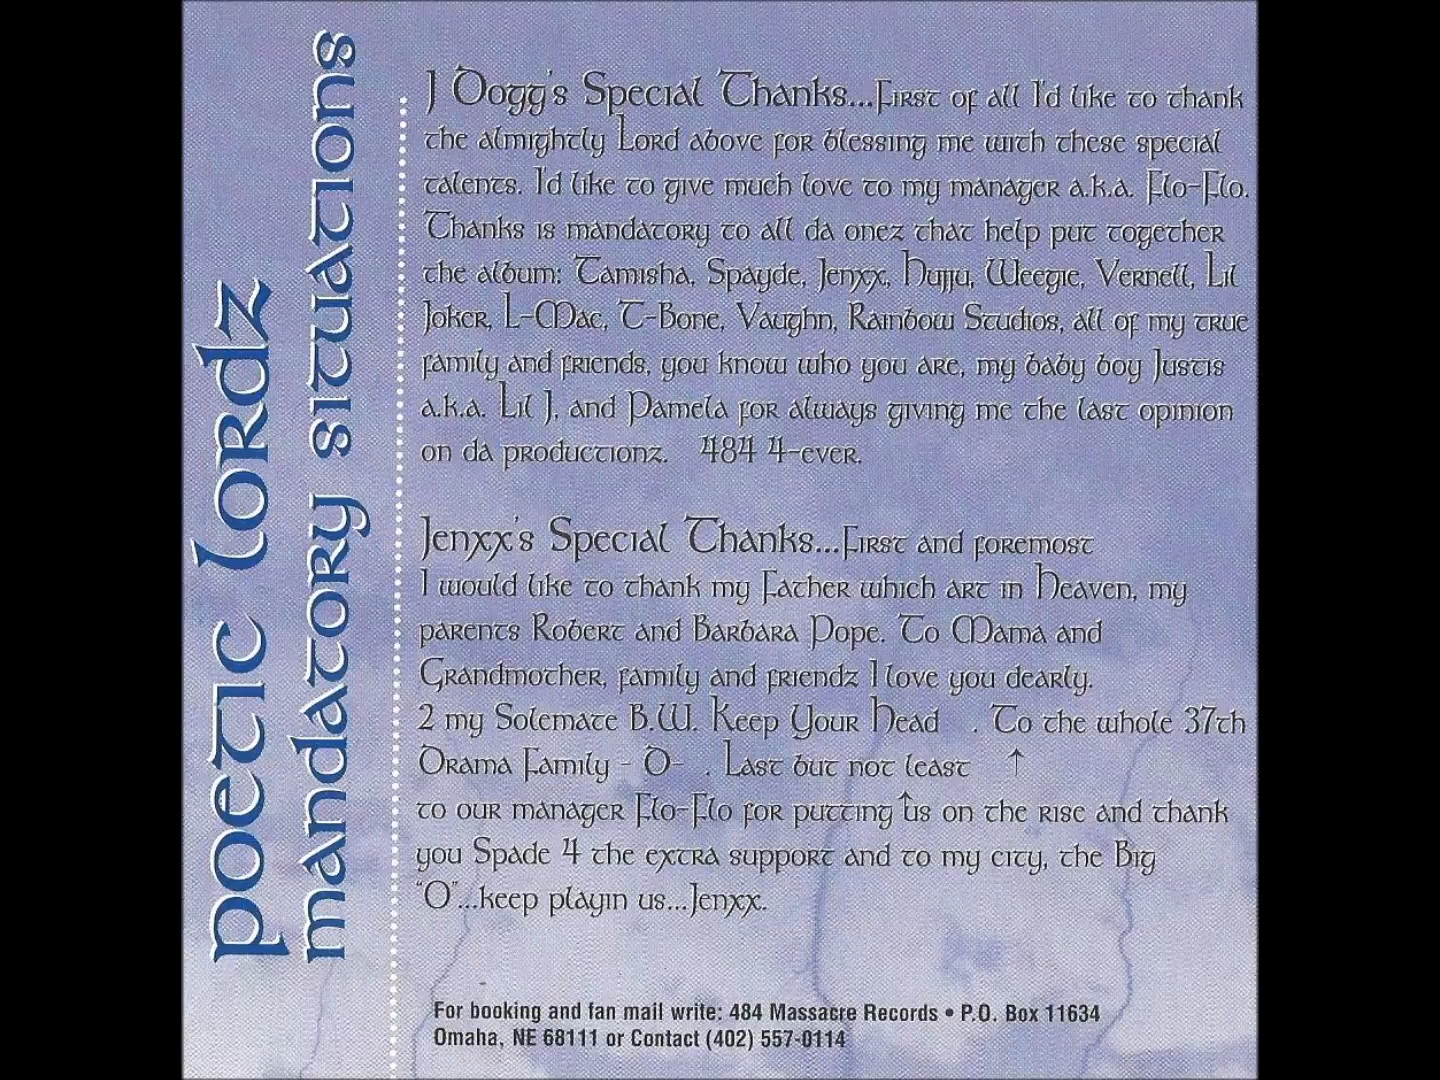 poetic lordz
mandatory situations
J Dogg's Special Thanks...First of all I'd like to thank
the almightly Lord above for blessing me with these special
talents. I'd like to give much love to my manager a.k.a. Flo-Flo.
Thanks is mandatory to all da onez that help put together
the album: Tamisha, Spayde, Jenxx, Hujju, Weegie, Vernell, Lil
Joker, L-Mac, T-Bone, Vaughn, Rainbow Studios, all of my true
family and friends, you know who you are, my baby boy Justis
a.k.a. Lil J, and Pamela for always giving me the last opinion
on da productionz. 484 4-ever.
Jenxx's Special Thanks...First and foremost
I would like to thank my Father which art in Heaven, my
parents Robert and Barbara Pope. To Mama and
Grandmother, family and friendz I love you dearly.
2 my Solemate B.W. Keep Your Head . To the whole 37th
Drama Family - D- . Last but not least ↑
to our manager Flo-Flo for putting ↑us on the rise and thank
you Spade 4 the extra support and to my city, the Big
"O"...keep playin us...Jenxx.
For booking and fan mail write: 484 Massacre Records • P.O. Box 11634
Omaha, NE 68111 or Contact (402) 557-0114